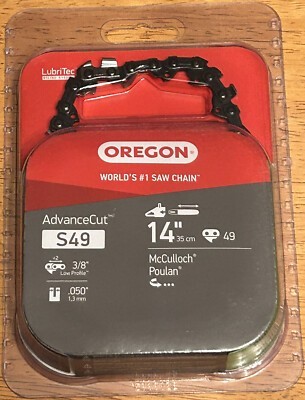 LubriTec
OREGON®
WORLD'S #1 SAW CHAIN™
AdvanceCut™
S49
÷2
3/8"
Low Profile™
.050"
1,3 mm
14"
35 cm
49
McCulloch®
Poulan®